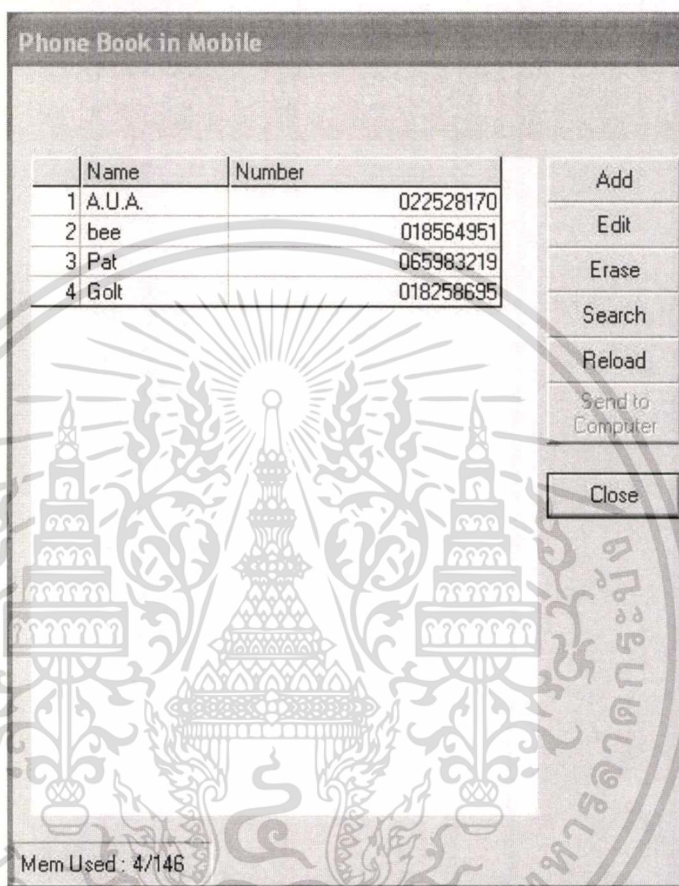 Phone Book in Mobile
Name Number
1 A.U.A. 022528170
2 bee 018564951
3 Pat 065983219
4 Golt 018258695
Add
Edit
Erase
Search
Reload
Send to
Computer
Close
Mem Used : 4/146